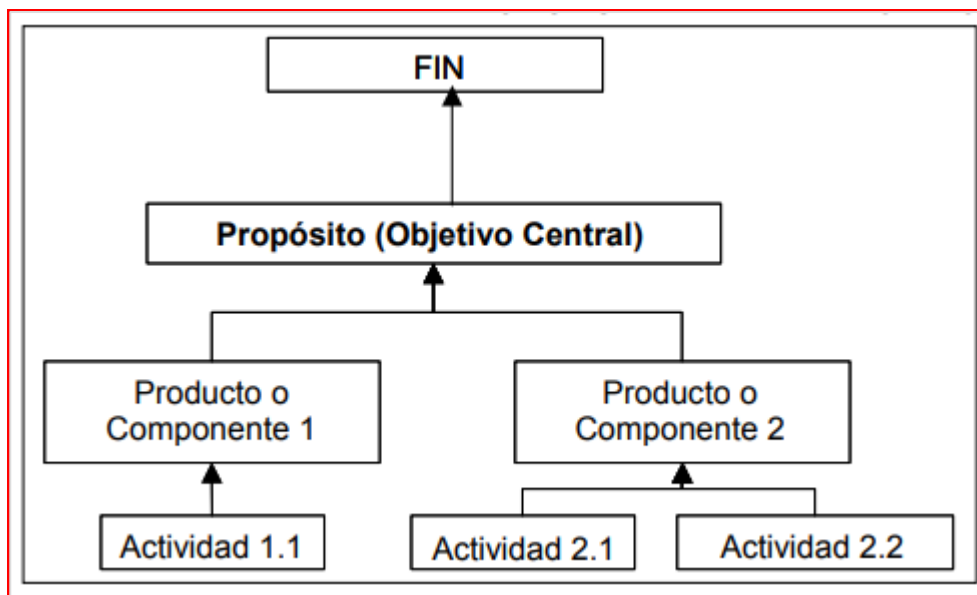 FIN
Propósito (Objetivo Central)
Producto o
Componente 1
Producto o
Componente 2
Actividad 1.1
Actividad 2.1
Actividad 2.2